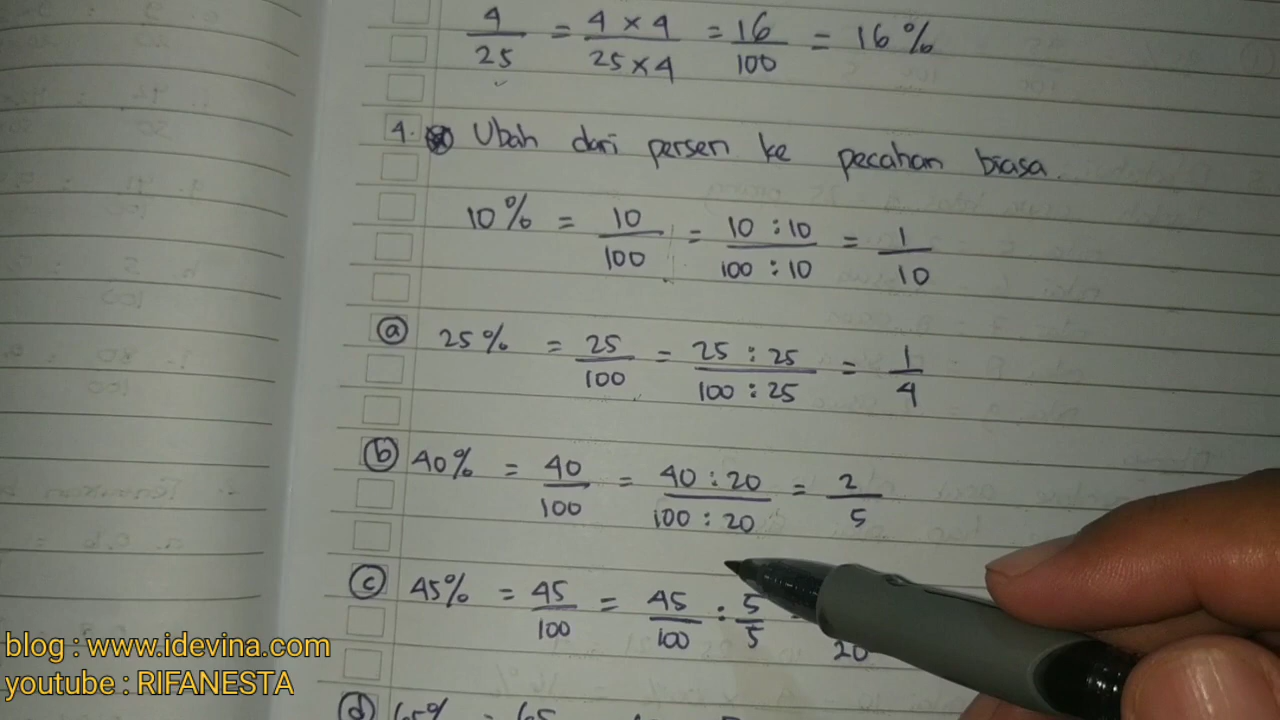 4/25 = 4 x 4/25 x 4 = 16/100 = 16%
4. Ubah dari persen ke pecahan biasa.
10% = 10/100 = 10 : 10/100 : 10 = 1/10
a 25% = 25/100 = 25 : 25/100 : 25 = 1/4
b 40% = 40/100 = 40 : 20/100 : 20 = 2/5
c 45% = 45/100 = 45/100 : 5/5 20
d 65% = 65
blog : www.idevina.com
youtube : RIFANESTA